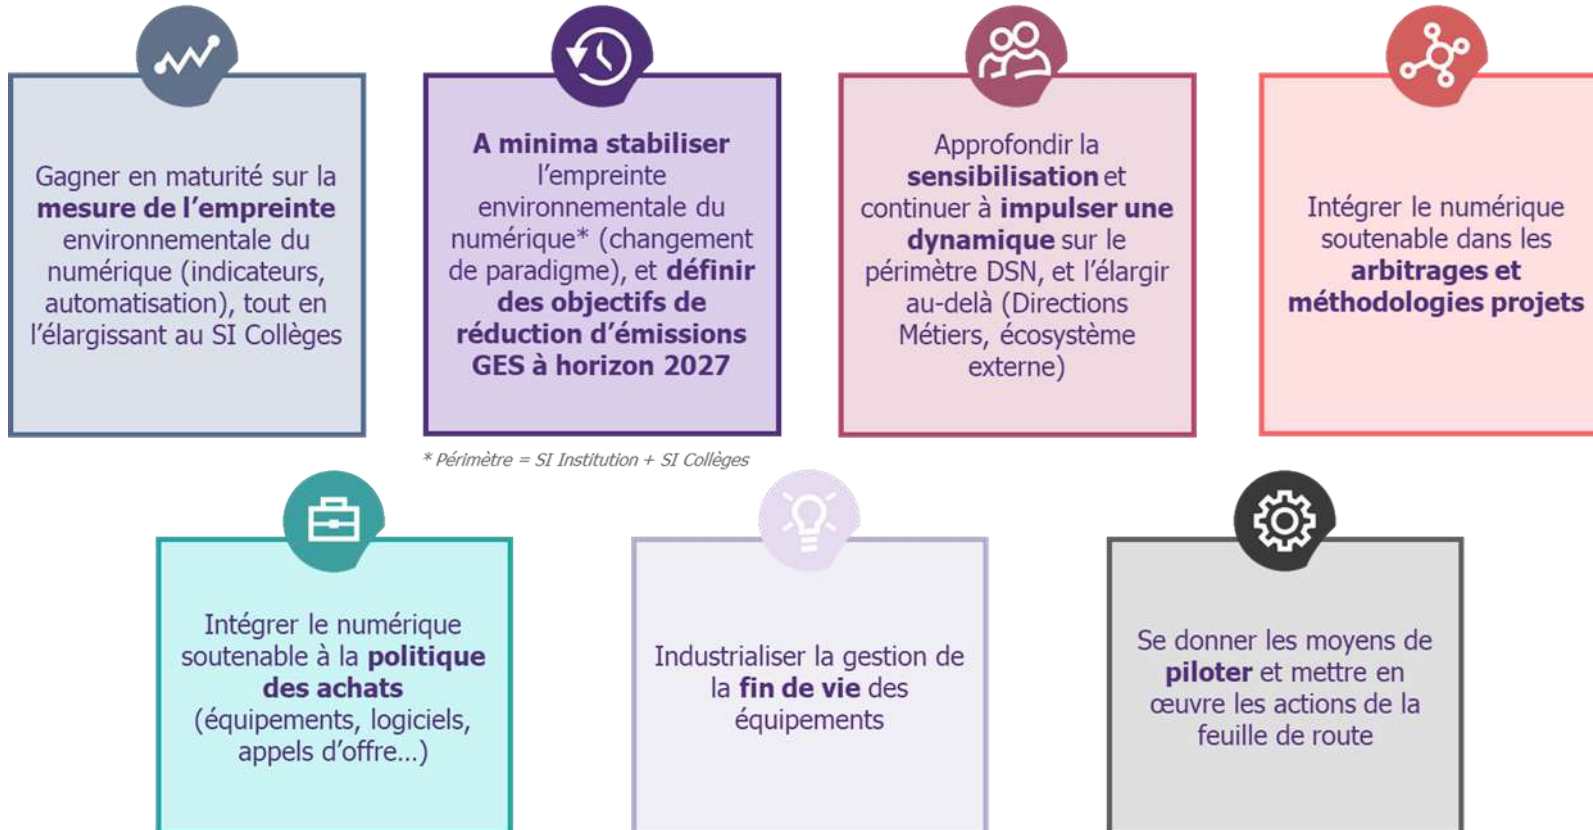 Gagner en maturité sur la
mesure de l’empreinte
environnementale du
numérique (indicateurs,
automatisation), tout en
l’élargissant au SI Collèges
A minima stabiliser
l’empreinte
environnementale du
numérique* (changement
de paradigme), et définir
des objectifs de
réduction d’émissions
GES à horizon 2027
* Périmètre = SI Institution + SI Collèges
Approfondir la
sensibilisation et
continuer à impulser une
dynamique sur le
périmètre DSN, et l’élargir
au-delà (Directions
Métiers, écosystème
externe)
Intégrer le numérique
soutenable dans les
arbitrages et
méthodologies projets
Intégrer le numérique
soutenable à la politique
des achats
(équipements, logiciels,
appels d’offre...)
Industrialiser la gestion de
la fin de vie des
équipements
Se donner les moyens de
piloter et mettre en
œuvre les actions de la
feuille de route